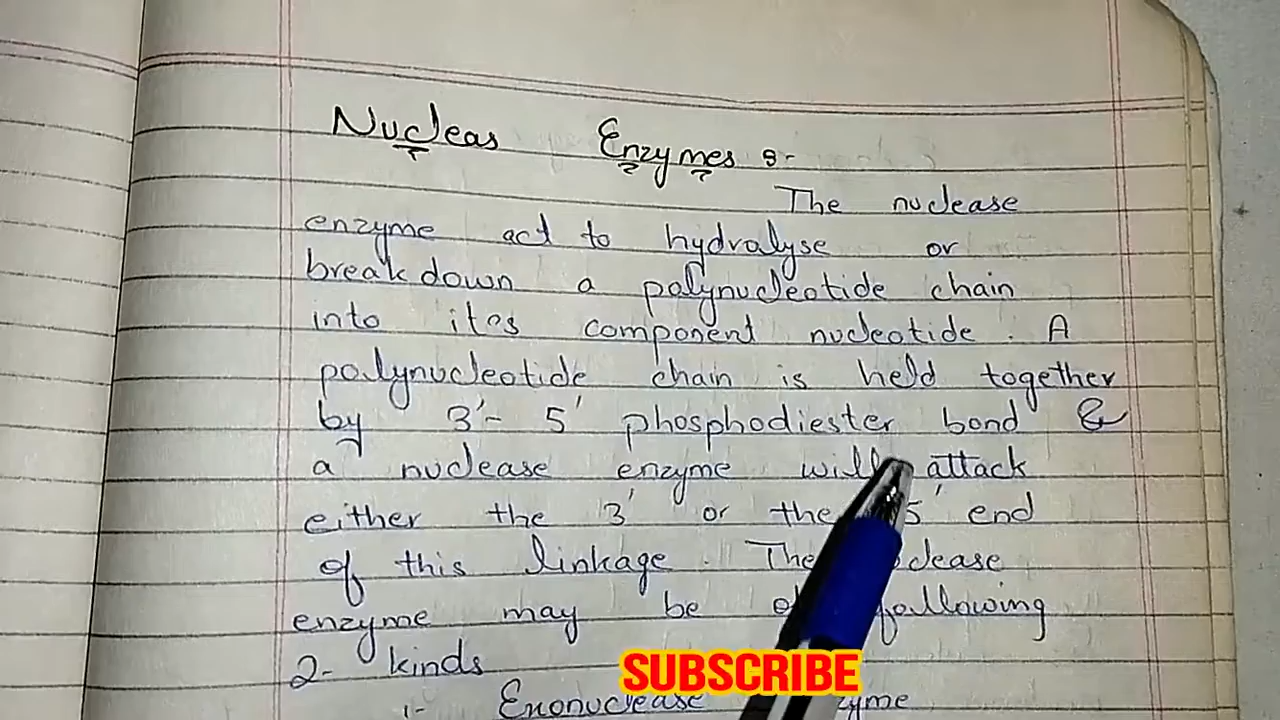 Nucleas Enzymes :-
The nuclease
enzyme act to hydralyse or
breakdown a polynucleotide chain
into ites component nucleotide. A
polynucleotide chain is held together
by 3'- 5' phosphodiester bond &
a nuclease enzyme will attack
either the 3' or the 5' end
of this linkage. The
enzyme may be following
2- kinds
1- Exonuclease
SUBSCRIBE